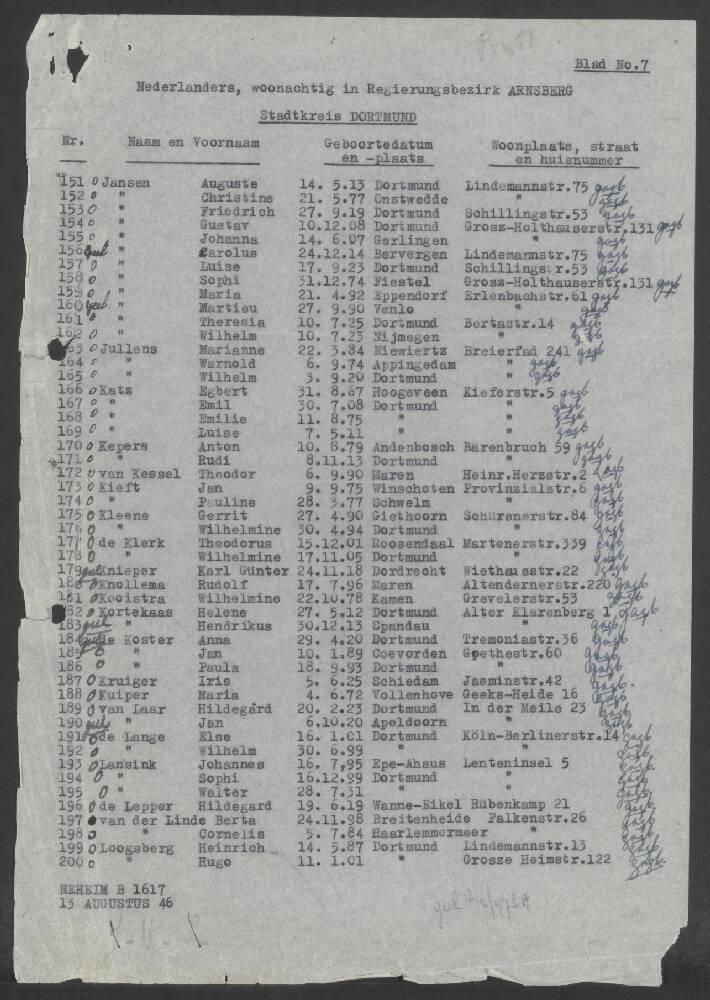 Blad No.7
Nederlanders, woonachtig in Regierungsbezirk ARNSBERG
Stadtkreis DORTMUND
Nr. Naam en Voornaam Geboortedatum en -plaats Woonplaats, straat en huisnummer
151 o Jansen Auguste 14. 5.13 Dortmund Lindemannstr.75
152 o " Christine 21. 5.77 Onstwedde "
153 o " Friedrich 27. 9.19 Dortmund Schillingstr.53
154 o " Gustav 10.12.08 Dortmund Grosz-Holthauserstr.131
155 o " Johanna 14. 6.07 Gerlingen "
156 gul " Carolus 24.12.14 Bervergen Lindemannstr.75
157 o " Luise 17. 9.23 Dortmund Schillingstr.53
158 o " Sophi 31.12.74 Fiestel Grosz-Holthauserstr.131
159 o " Maria 21. 4.92 Eppendorf Erlenbachstr.61
160 gul. " Martieu 27. 9.90 Venlo "
161 " Theresia 10. 7.25 Dortmund Bertastr.14
162 o " Wilhelm 10. 7.23 Nijmegen "
163 o Jullens Marianne 22. 3.84 Niewiertz Breierfad 241
164 o " Warnold 6. 9.74 Appingedam "
165 o " Wilhelm 3. 9.20 Dortmund "
166 o Katz Egbert 31. 8.67 Hoogeveen Kieferstr.5
167 o " Emil 30. 7.08 Dortmund "
168 o " Emilie 11. 8.75 " "
169 o " Luise 7. 5.11 " "
170 o Kepers Anton 10. 8.79 Andenbosch Bärenbruch 59
171 o " Rudi 8.11.13 Dortmund "
172 o van Kessel Theodor 6. 9.90 Maren Heinr.Herzstr.2
173 o Kieft Jan 9. 9.75 Winschoten Provinzialstr.6
174 o " Pauline 28. 3.77 Schwelm "
175 o Kleene Gerrit 27. 4.90 Giethoorn Schürenerstr.84
176 o " Wilhelmine 30. 4.94 Dortmund "
177 o de Klerk Theodorus 15.12.01 Roosendaal Martenerstr.339
178 o " Wilhelmine 17.11.05 Dortmund "
179 gul Knieper Karl Günter 24.11.18 Dordrecht Wiethausstr.22
180 o Knollema Rudolf 17. 7.96 Maren Altendernerstr.220
181 o Kooistra Wilhelmine 22.10.78 Kamen Grevelerstr.53
182 o Kortekaas Helene 27. 5.12 Dortmund Alter Klarenberg 1
183 gul " Hendrikus 30.12.13 Spandau "
184 gul de Koster Anna 29. 4.20 Dortmund Tremoniastr.36
185 o " Jan 10. 1.89 Coevorden Goethestr.60
186 o " Paula 18. 9.93 Dortmund "
187 o Kruiger Iris 5. 6.25 Schiedam Jasminstr.42
188 o Kuiper Maria 4. 6.72 Vollenhove Geeks-Heide 16
189 o van Laar Hildegard 20. 2.23 Dortmund In der Meile 23
190 gul " Jan 6.10.20 Apeldoorn "
191 o de Lange Else 16. 1.01 Dortmund Köln-Berlinerstr.14
192 o " Wilhelm 30. 6.99 " "
193 o Lansink Johannes 16. 7,95 Epe-Ahaus Lenteninsel 5
194 o " Sophi 16.12.99 Dortmund "
195 o " Walter 28. 7.31 " "
196 o de Lepper Hildegard 19. 6.19 Wanne-Eikel Rübenkamp 21
197 van der Linde Berta 24.11.98 Breitenheide Falkenstr.26
198 o " Cornelis 5. 7.84 Haarlemmermeer "
199 o Loogsberg Heinrich 14. 5.87 Dortmund Lindemannstr.13
200 o " Hugo 11. 1.01 " Grosze Heimstr.122
NEHEIM B 1617
13 AUGUSTUS 46